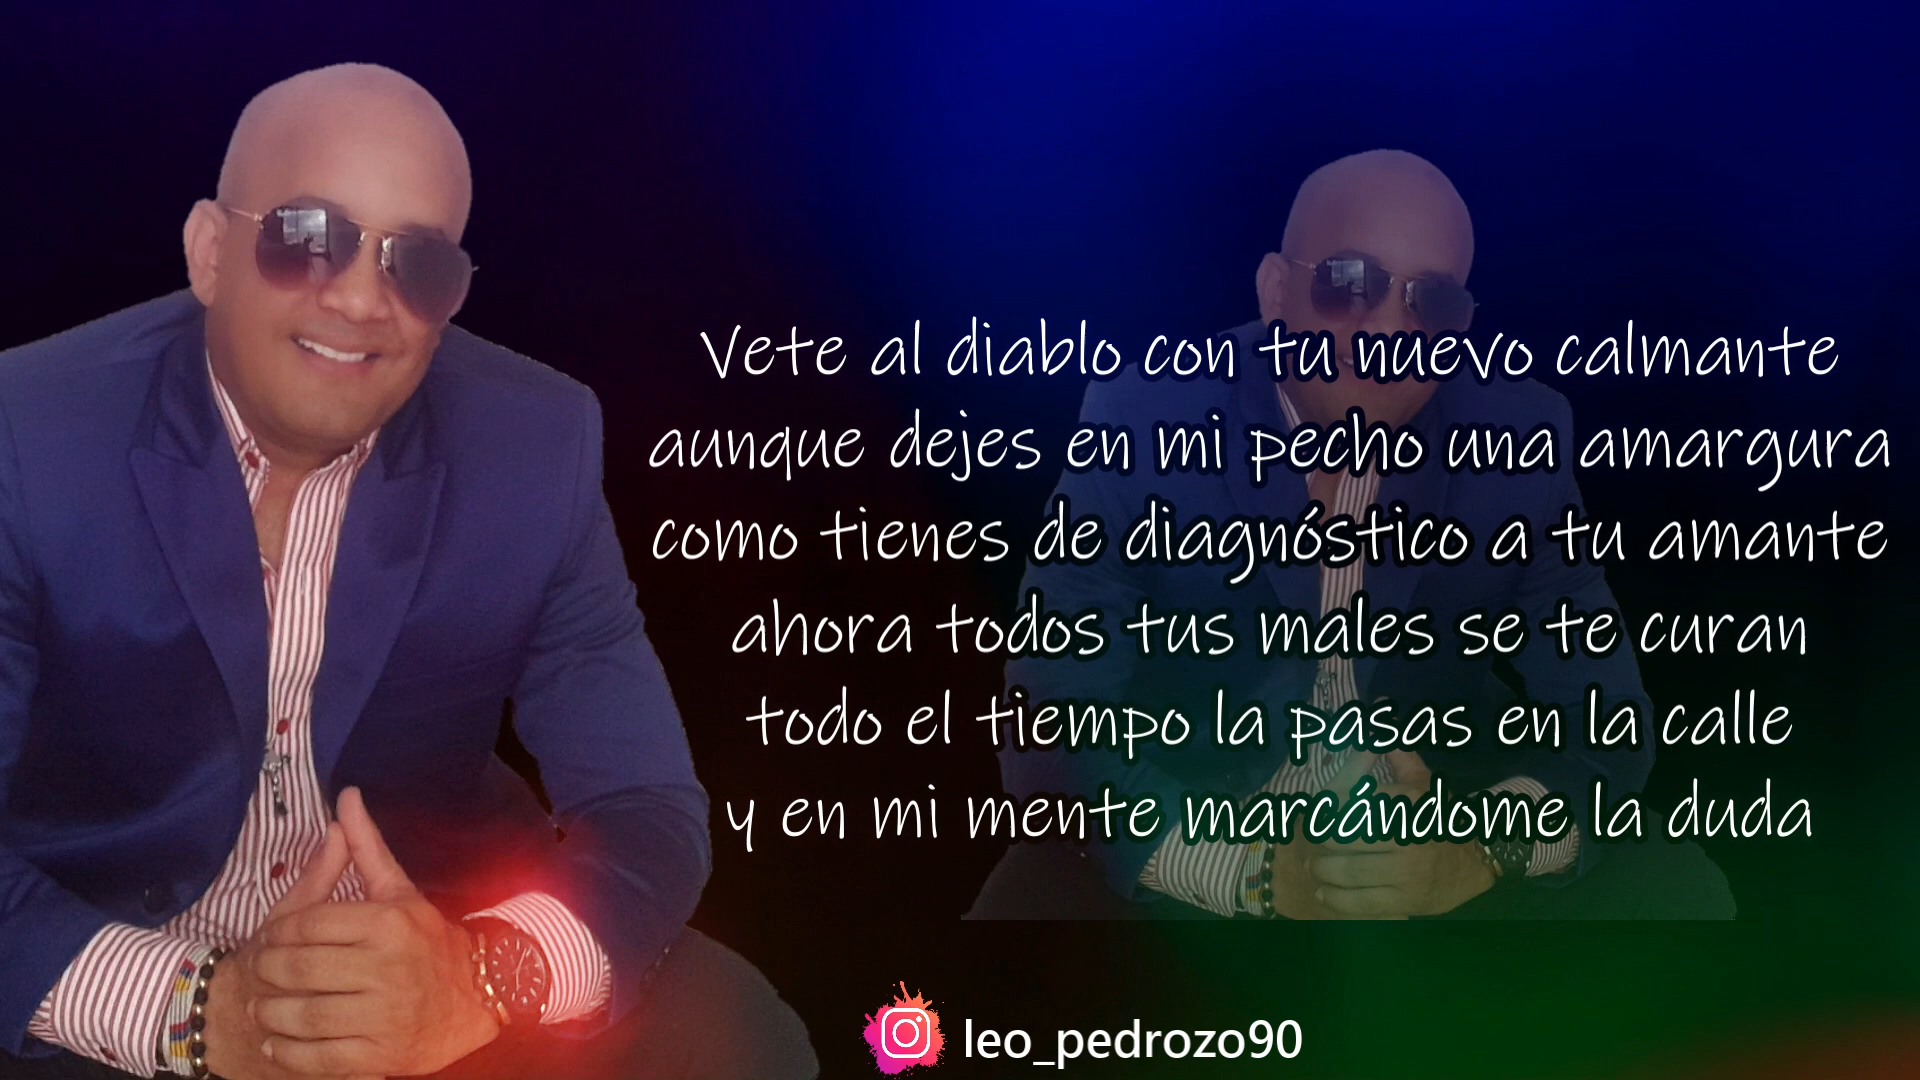 Vete al diablo con tu nuevo calmante
aunque dejes en mi pecho una amargura
como tienes de diagnóstico a tu amante
ahora todos tus males se te curan
todo el tiempo la pasas en la calle
y en mi mente marcándome la duda
leo_pedrozo90